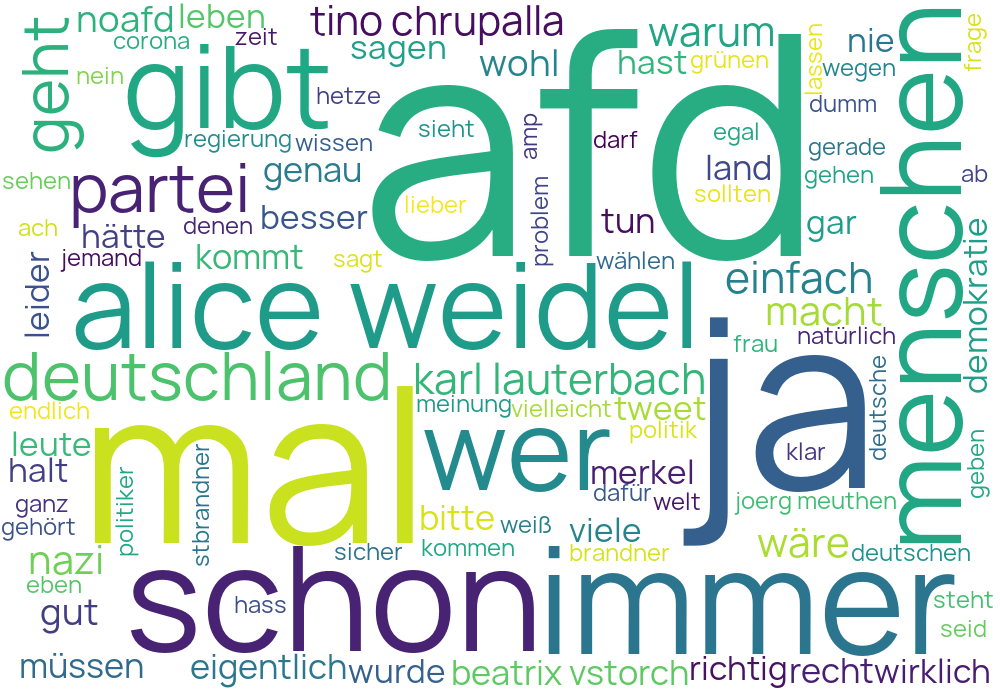 noafd leben
tino chrupalla
corona
zeit
sagen
wohl
warum
hast
grünen
lassen
nie
wegen
frage
geht
nein
gibt
hetze
afd
menschen
dumm
regierung
wissen
sieht
amp
darf
egal
gerade
sehen
partei
genau
land
gehen
ab
lieber
sollten
ach
hätte
denen
besser
problem
tun
gar
jemand
kommt
sagt
wählen
leider
alice weidel
einfach
demokratie
macht
natürlich
frau
ja
deutschland
karl lauterbach
deutsche
endlich
mal
meinung
vielleicht
tweet
politik
leute
wer
klar
halt
merkel
geben
politiker
stbrandner
dafür
welt
joerg meuthen
ganz
gehört
bitte
weiß
viele
nazi
sicher
kommen
brandner
wäre
deutschen
eben
schon
immer
gut
hass
steht
seid
müssen
eigentlich
wurde
beatrix vstorch
richtig
recht
wirklich